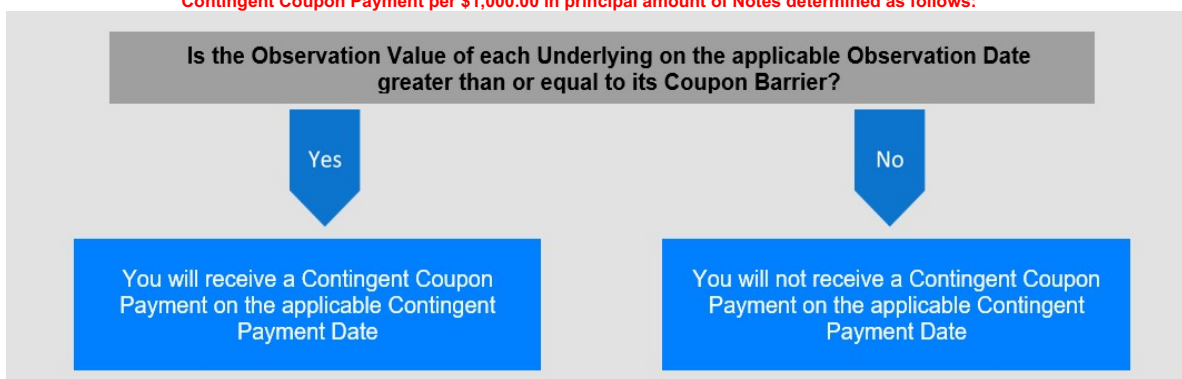 Contingent Coupon Payment per $1,000.00 in principal amount of Notes determined as follows:
Is the Observation Value of each Underlying on the applicable Observation Date
greater than or equal to its Coupon Barrier?
Yes
No
You will receive a Contingent Coupon
Payment on the applicable Contingent
Payment Date
You will not receive a Contingent Coupon
Payment on the applicable Contingent
Payment Date